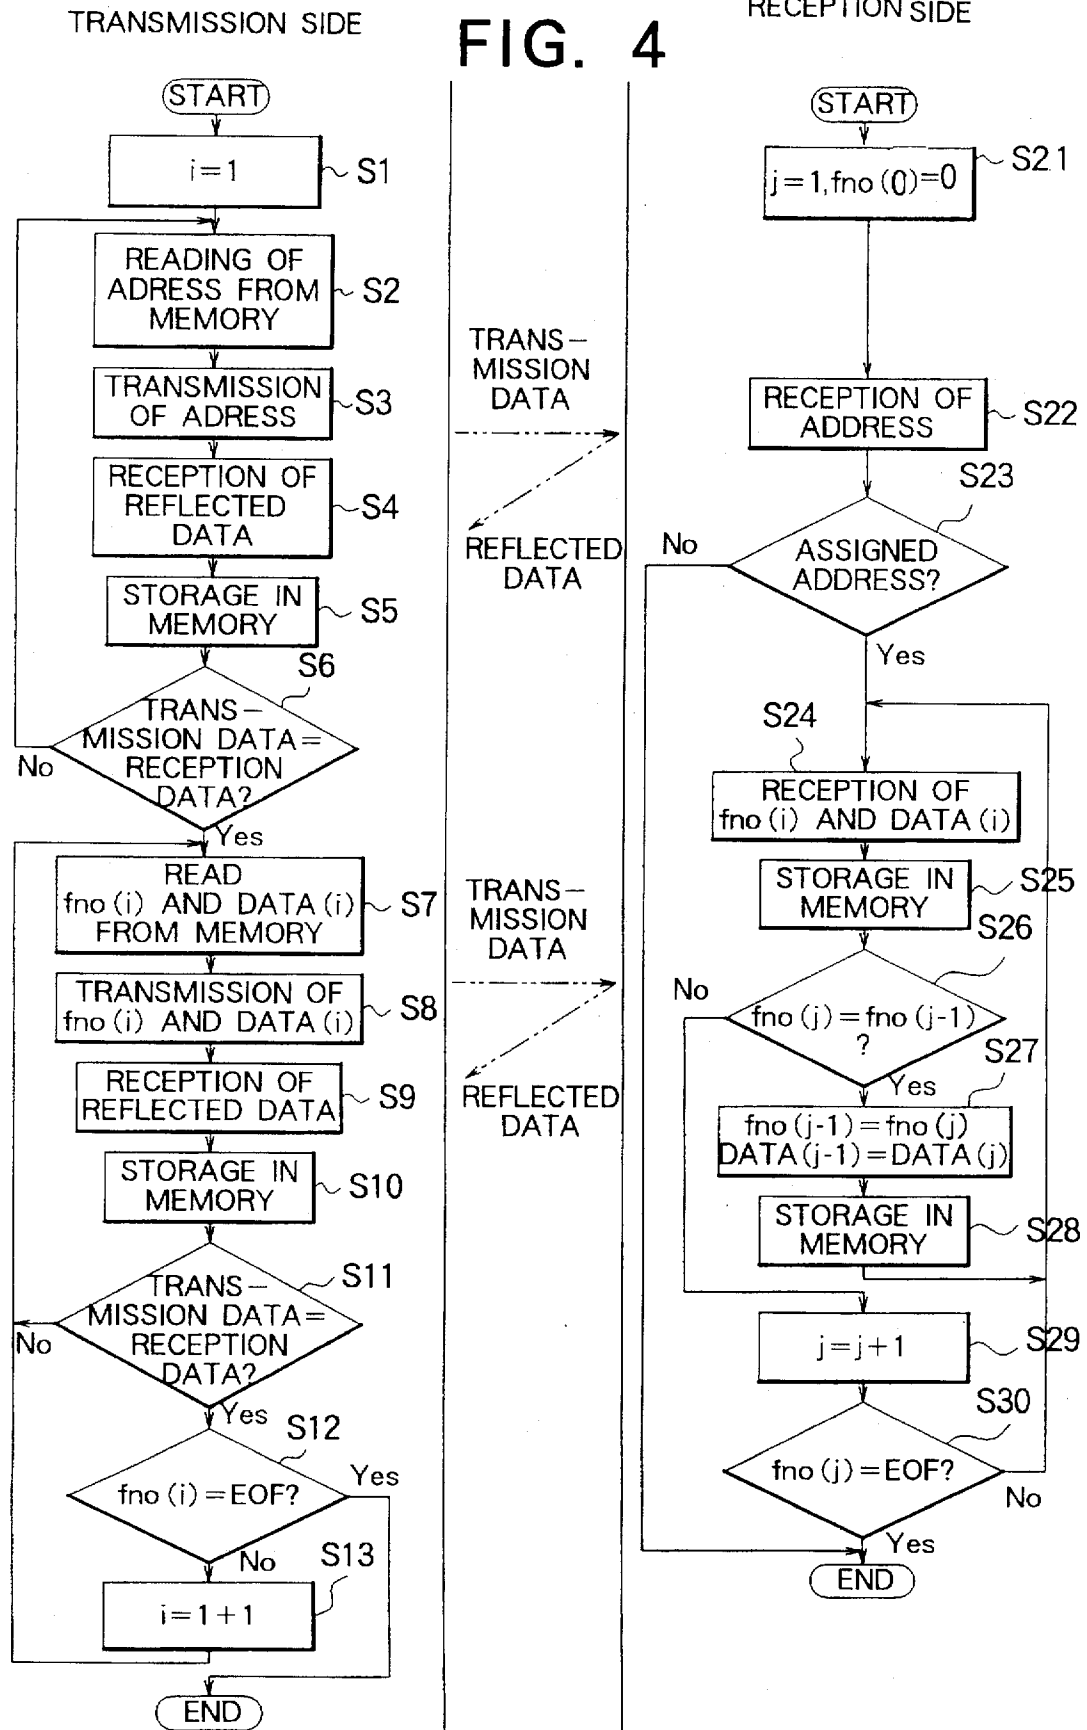 TRANSMISSION SIDE
FIG. 4
RECEPTION SIDE
START
i=1
S1
READING OF
ADRESS FROM
MEMORY
S2
TRANSMISSION
OF ADRESS
S3
RECEPTION OF
REFLECTED
DATA
S4
STORAGE IN
MEMORY
S5
S6
TRANS-
MISSION DATA=
RECEPTION
DATA?
No
Yes
READ
fno(i) AND DATA(i)
FROM MEMORY
S7
TRANSMISSION OF
fno(i) AND DATA(i)
S8
RECEPTION OF
REFLECTED DATA
S9
STORAGE IN
MEMORY
S10
S11
TRANS-
MISSION DATA=
RECEPTION
DATA?
No
Yes
S12
fno(i)=EOF?
Yes
No
S13
i=1+1
END
TRANS-
MISSION
DATA
REFLECTED
DATA
TRANS-
MISSION
DATA
REFLECTED
DATA
START
j=1,fno(0)=0
S21
RECEPTION OF
ADDRESS
S22
S23
ASSIGNED
ADDRESS?
No
Yes
S24
RECEPTION OF
fno(i) AND DATA(i)
STORAGE IN
MEMORY
S25
S26
fno(j)=fno(j-1)
?
No
Yes
S27
fno(j-1)=fno(j)
DATA(j-1)=DATA(j)
STORAGE IN
MEMORY
S28
j=j+1
S29
S30
fno(j)=EOF?
No
Yes
END